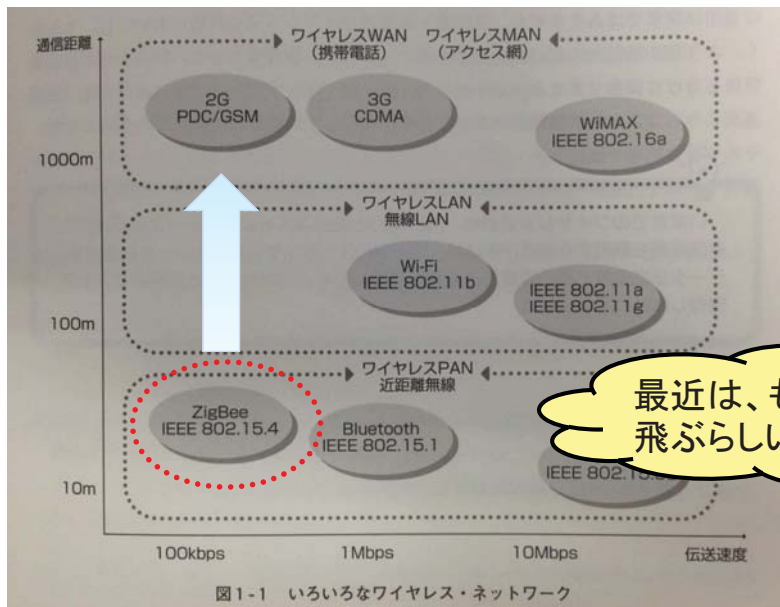 通信距離
ワイヤレスWAN
(携帯電話)
ワイヤレスMAN
(アクセス網)
2G
PDC/GSM
3G
CDMA
WiMAX
IEEE 802.16a
1000m
ワイヤレスLAN
無線LAN
Wi-Fi
IEEE 802.11b
IEEE 802.11a
IEEE 802.11g
100m
ワイヤレスPAN
近距離無線
ZigBee
IEEE 802.15.4
Bluetooth
IEEE 802.15.1
最近は、
飛ぶらしい
10m
100kbps
1Mbps
10Mbps
伝送速度
図1-1 いろいろなワイヤレス・ネットワーク